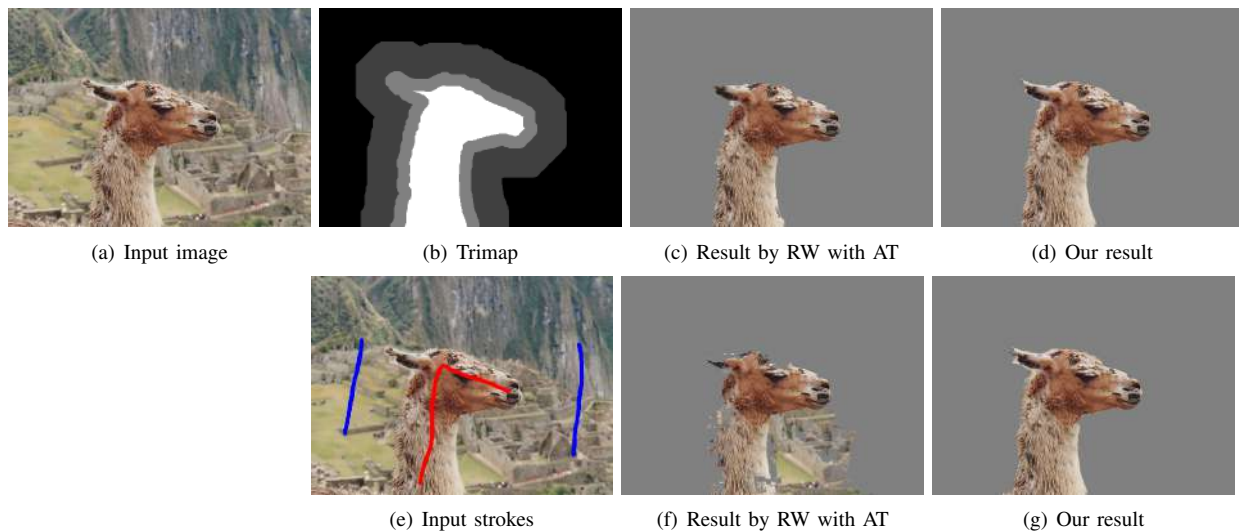 (a) Input image
(b) Trimap
(c) Result by RW with AT
(d) Our result
(e) Input strokes
(f) Result by RW with AT
(g) Our result